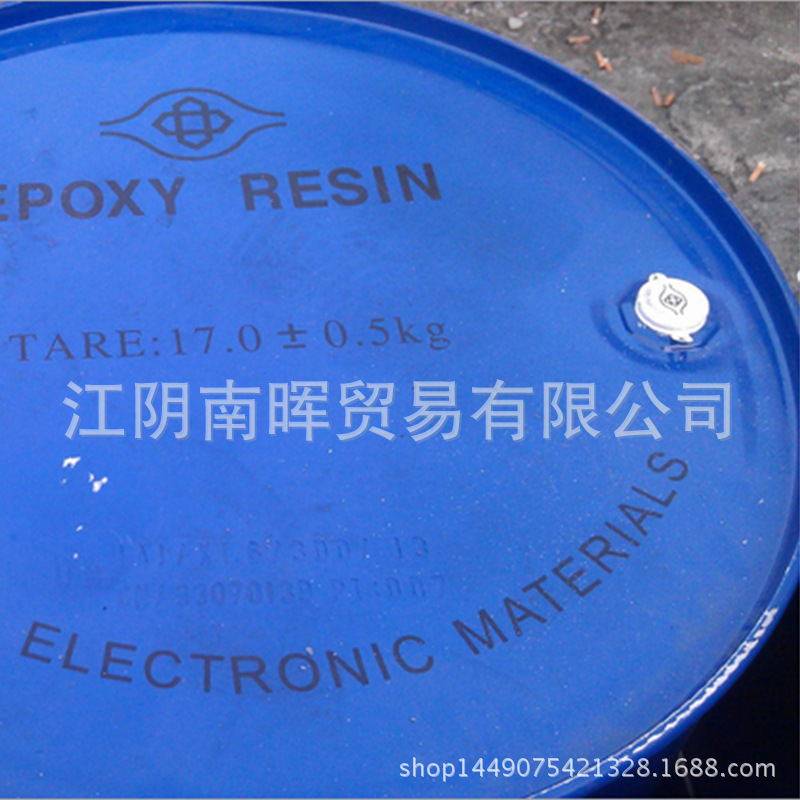 EPOXY RESIN
TARE:17.0±0.5kg
江阴南晖贸易有限公司
ELECTRONIC MATERIALS
shop1449075421328.1688.com